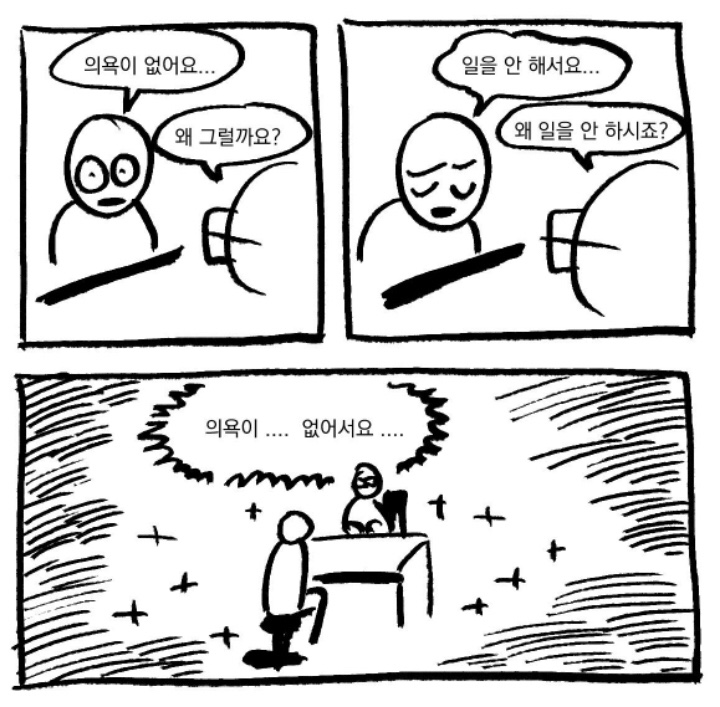 의욕이 없어요...
왜 그럴까요?
일을 안 해서요...
왜 일을 안 하시죠?
의욕이 .... 없어서요 ....